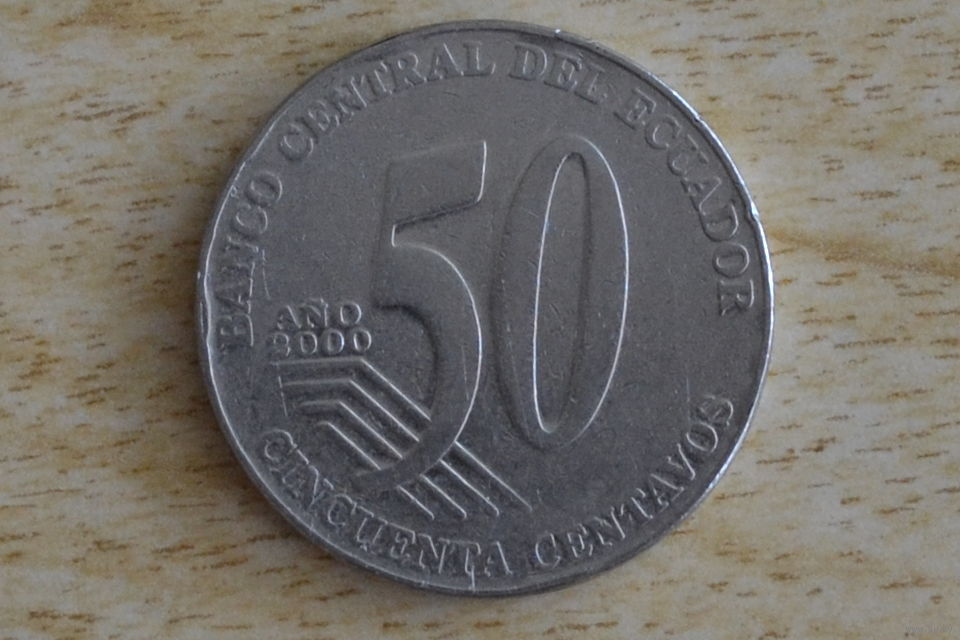 BANCO CENTRAL DEL ECUADOR
50
AÑO
2000
CINCUENTA CENTAVOS